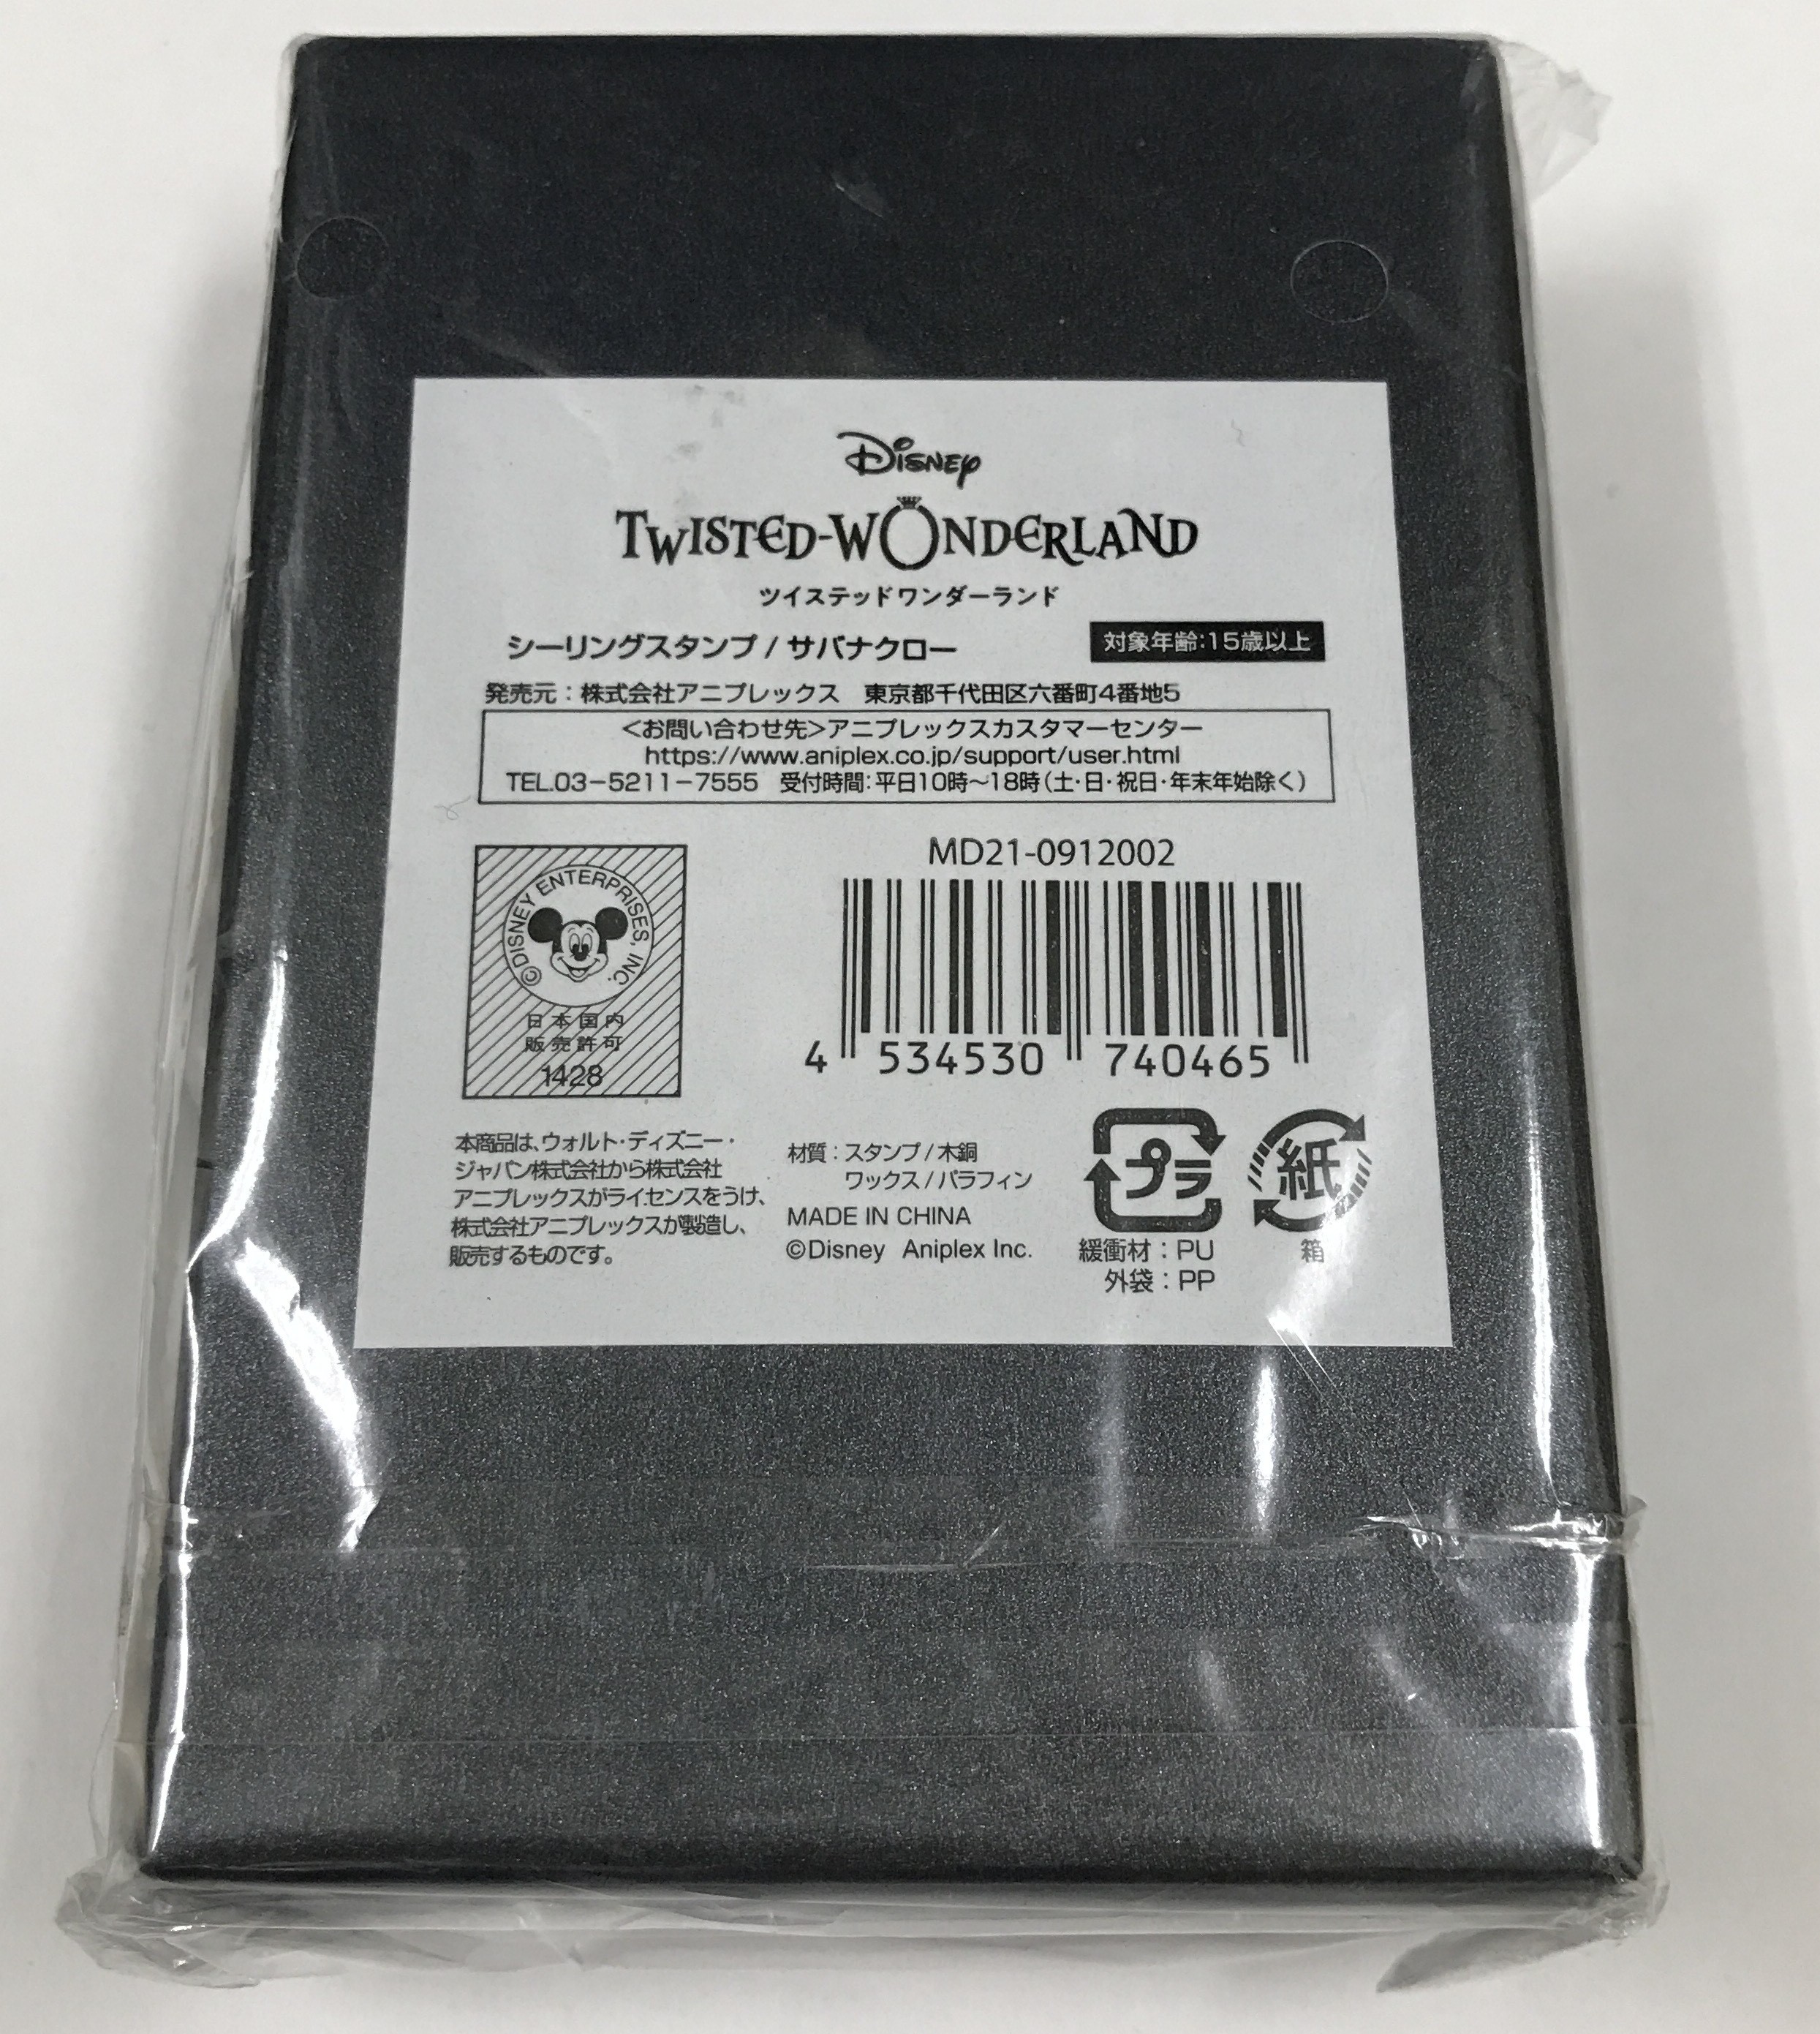 Disney
TWISTED-WONDERLAND
ツイステッドワンダーランド
シーリングスタンプ / サバナクロー
対象年齢:15歳以上
発売元：株式会社アニプレックス　東京都千代田区六番町4番地5
<お問い合わせ先>アニプレックスカスタマーセンター
https://www.aniplex.co.jp/support/user.html
TEL.03-5211-7555　受付時間:平日10時~18時(土・日・祝日・年末年始除く)
©DISNEY ENTERPRISES, INC.
日本国内
販売許可
1428
MD21-0912002
4 534530 740465
本商品は、ウォルト・ディズニー・
ジャパン株式会社から株式会社
アニプレックスがライセンスをうけ、
株式会社アニプレックスが製造し、
販売するものです。
材質：スタンプ / 木銅
ワックス / パラフィン
MADE IN CHINA
©Disney Aniplex Inc.
プラ
緩衝材：PU
外袋：PP
紙
箱